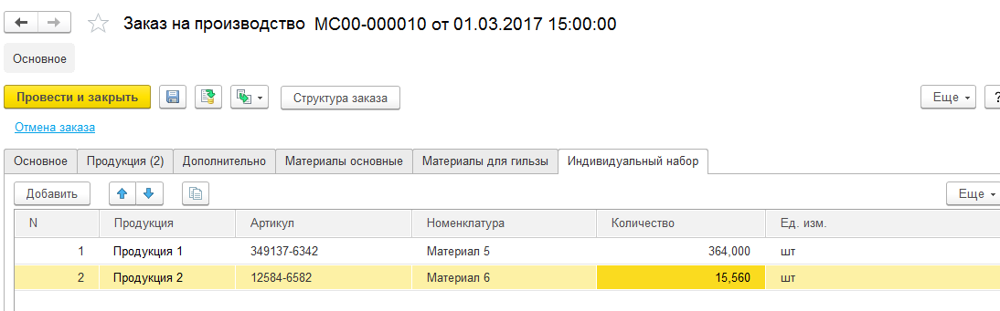 Заказ на производство МС00-000010 от 01.03.2017 15:00:00
Основное
Провести и закрыть Структура заказа Еще ?
Отмена заказа
Основное Продукция (2) Дополнительно Материалы основные Материалы для гильзы Индивидуальный набор
Добавить Еще
N Продукция Артикул Номенклатура Количество Ед. изм.
1 Продукция 1 349137-6342 Материал 5 364,000 шт
2 Продукция 2 12584-6582 Материал 6 15,560 шт